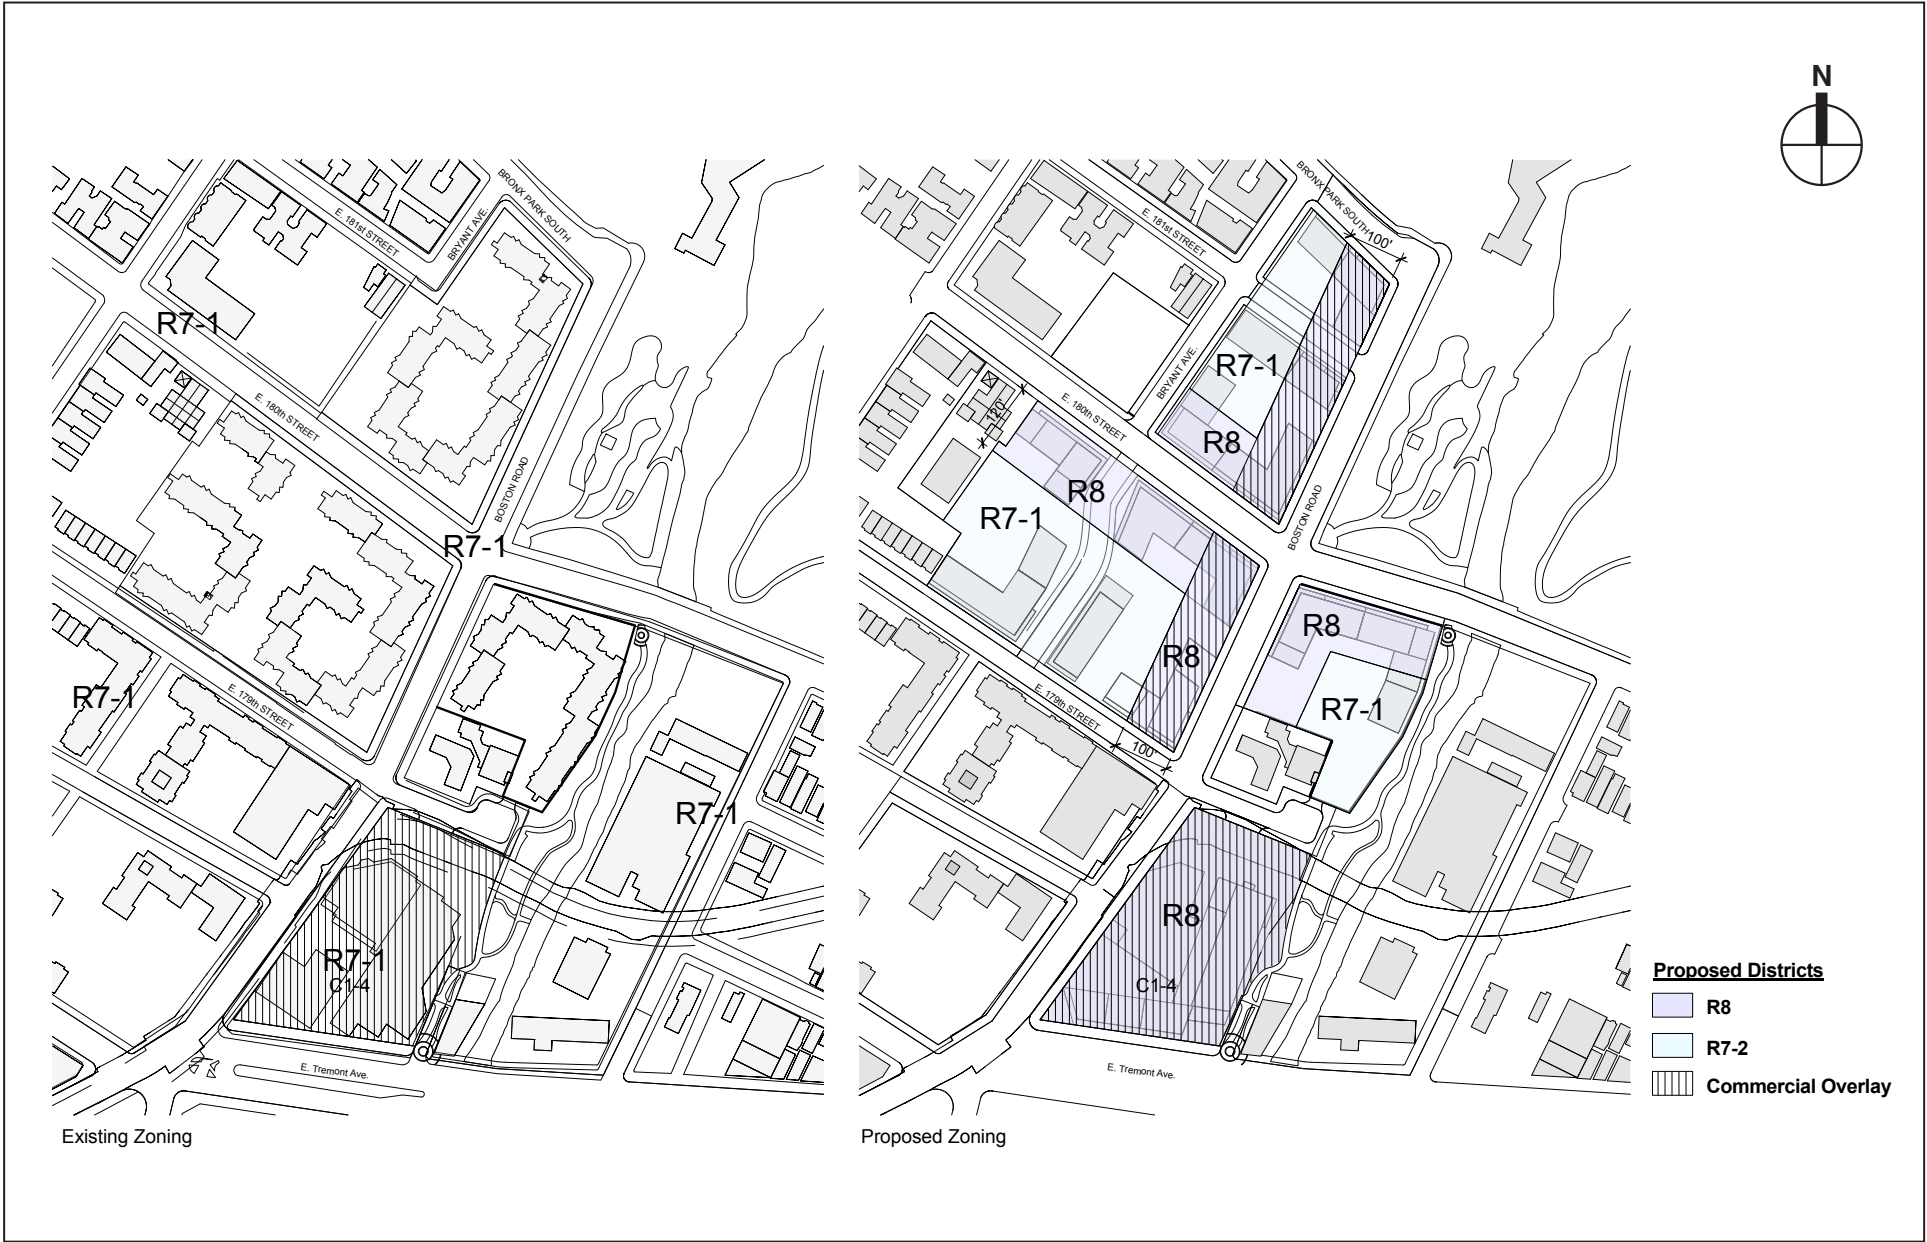 N
BRONX PARK SOUTH
E. 181st STREET
BRYANT AVE.
R7-1
E. 180th STREET
BOSTON ROAD
R7-1
R7-1
E. 179th STREET
R7-1
R7-1
C1-4
E. Tremont Ave.
Existing Zoning
BRONX PARK SOUTH
100'
E. 181st STREET
BRYANT AVE.
R7-1
120'
E. 180th STREET
R8
R8
R7-1
BOSTON ROAD
R8
R8
R7-1
E. 179th STREET
100'
R8
C1-4
E. Tremont Ave.
Proposed Zoning
Proposed Districts
R8
R7-2
Commercial Overlay